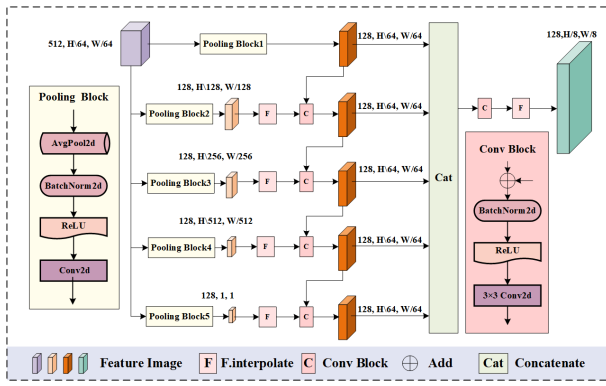 512, H\64, W/64
Pooling Block1
128, H\64, W/64
128,H/8,W/8
128, H\128, W/128
Pooling Block2
F
C
128, H\64, W/64
Pooling Block
AvgPool2d
BatchNorm2d
ReLU
Conv2d
128, H\256, W/256
Pooling Block3
F
C
128, H\64, W/64
128, H\512, W/512
Pooling Block4
F
C
128, H\64, W/64
128, 1, 1
Pooling Block5
F
C
128, H\64, W/64
Cat
C
F
Conv Block
BatchNorm2d
ReLU
3×3 Conv2d
Feature Image
F
F.interpolate
C
Conv Block
Add
Cat
Concatenate